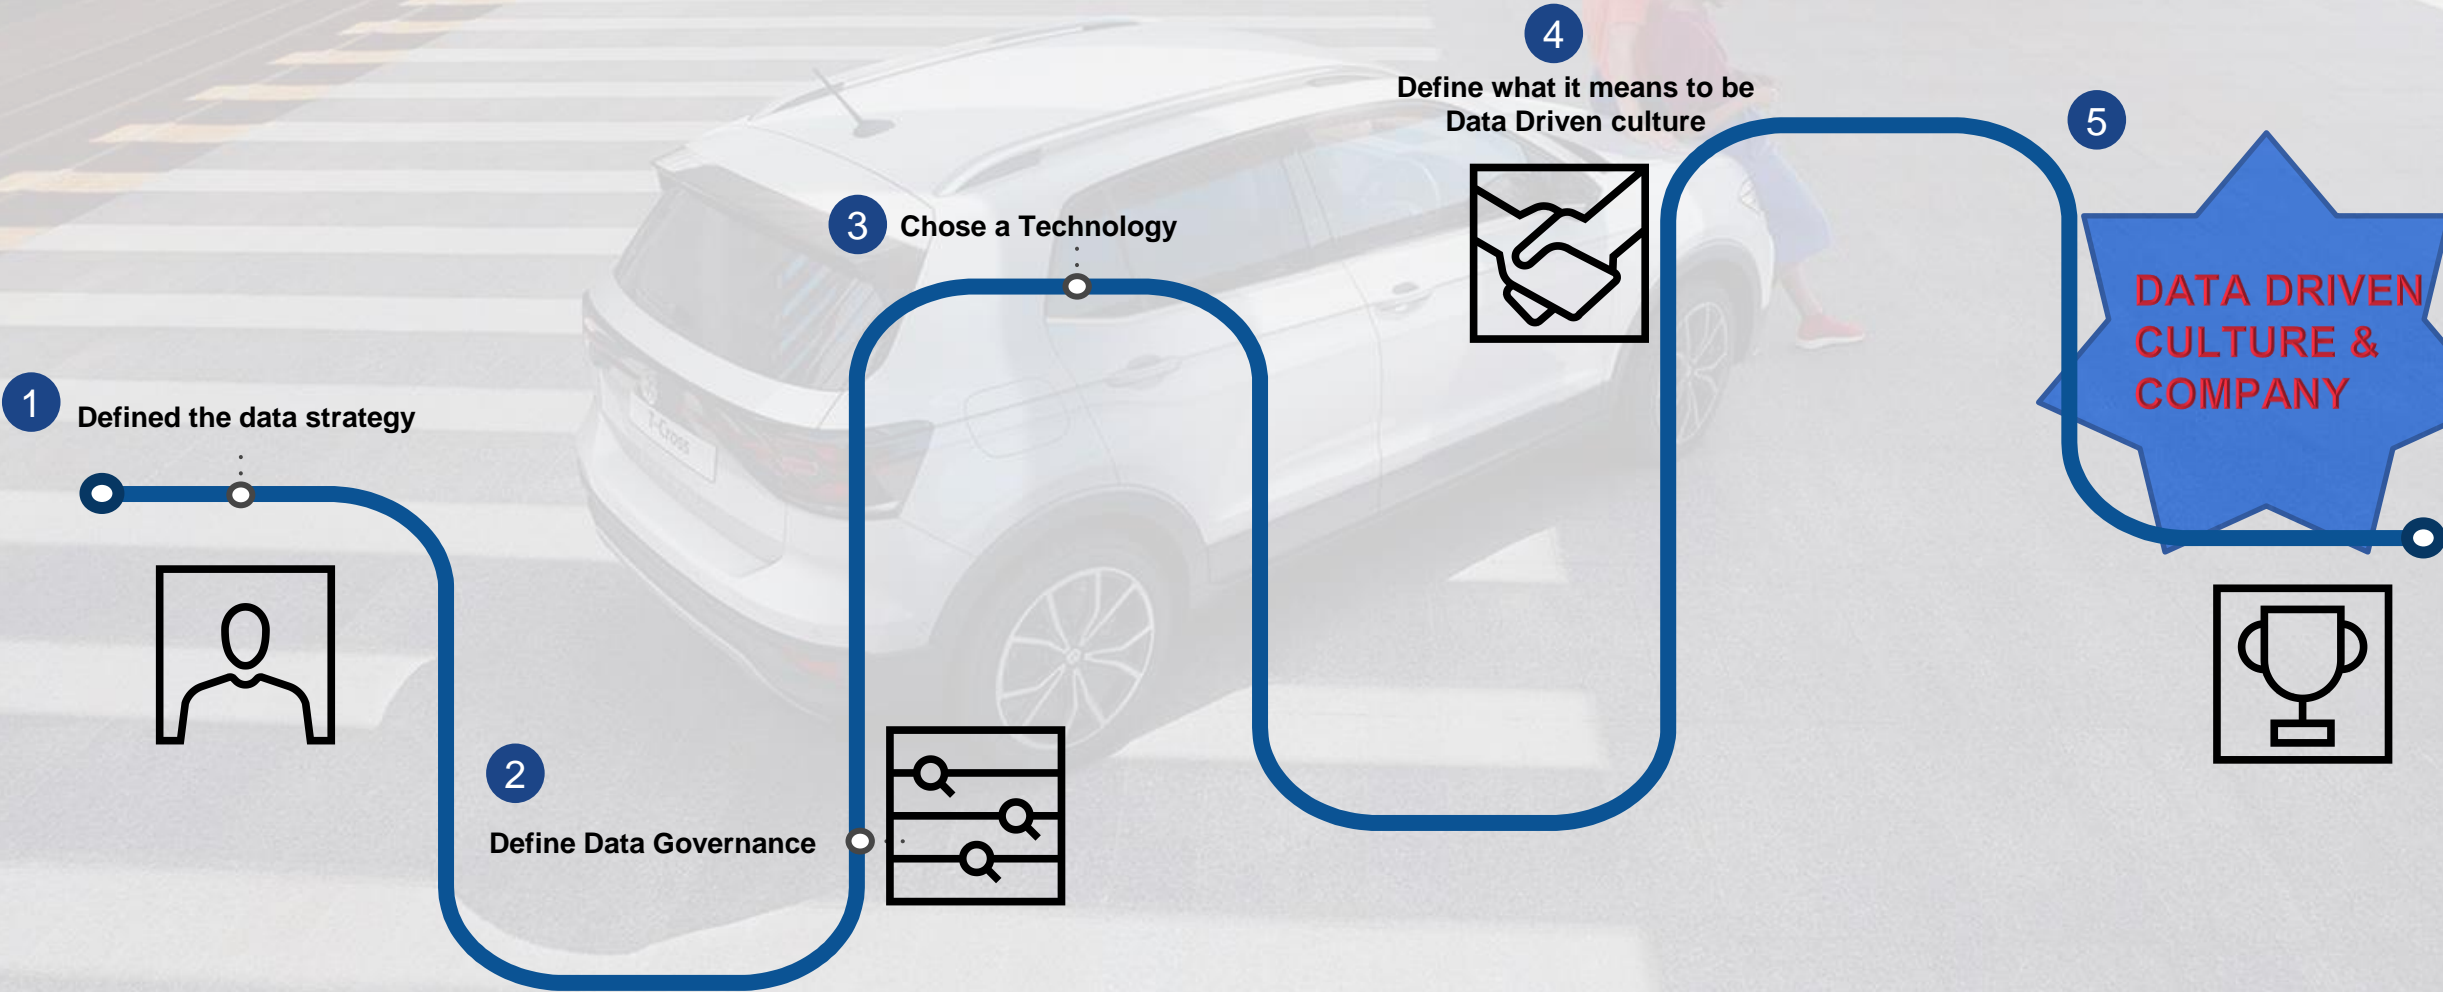 1
Defined the data strategy
2
Define Data Governance
3
Chose a Technology
4
Define what it means to be
Data Driven culture
5
DATA DRIVEN
CULTURE &
COMPANY
T-Cross